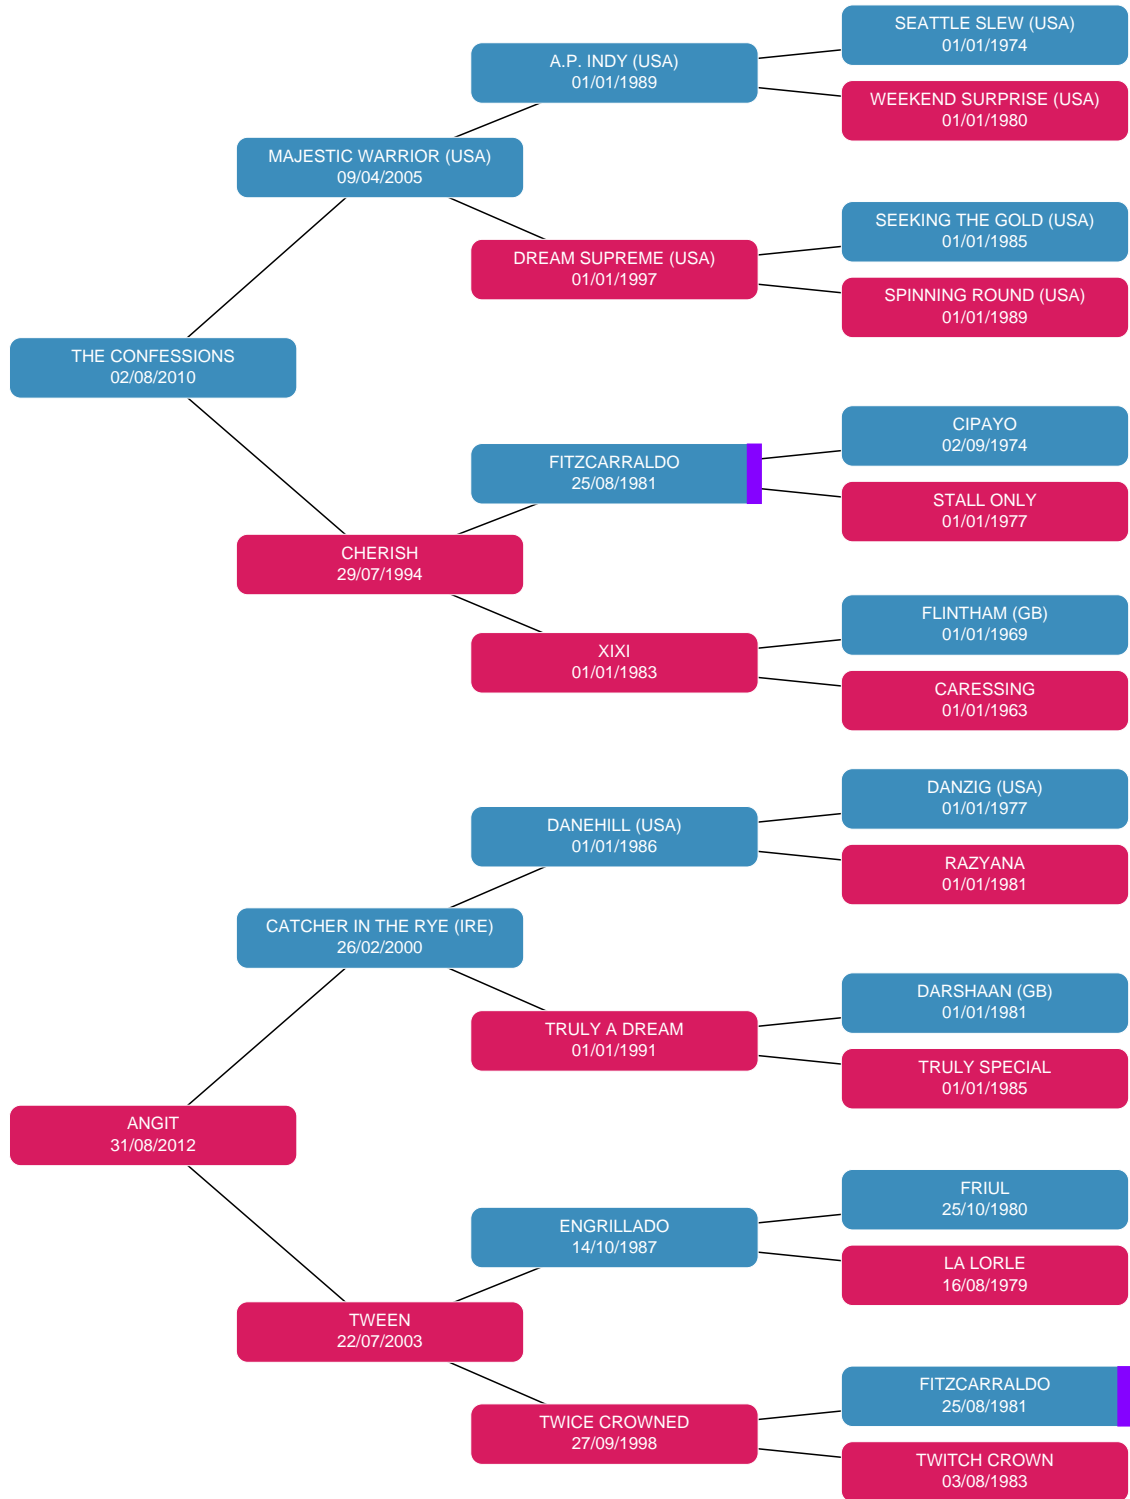 SEATTLE SLEW (USA)
01/01/1974
A.P. INDY (USA)
01/01/1989
WEEKEND SURPRISE (USA)
01/01/1980
MAJESTIC WARRIOR (USA)
09/04/2005
SEEKING THE GOLD (USA)
01/01/1985
DREAM SUPREME (USA)
01/01/1997
SPINNING ROUND (USA)
01/01/1989
THE CONFESSIONS
02/08/2010
CIPAYO
02/09/1974
FITZCARRALDO
25/08/1981
STALL ONLY
01/01/1977
CHERISH
29/07/1994
FLINTHAM (GB)
01/01/1969
XIXI
01/01/1983
CARESSING
01/01/1963
DANZIG (USA)
01/01/1977
DANEHILL (USA)
01/01/1986
RAZYANA
01/01/1981
CATCHER IN THE RYE (IRE)
26/02/2000
DARSHAAN (GB)
01/01/1981
TRULY A DREAM
01/01/1991
TRULY SPECIAL
01/01/1985
ANGIT
31/08/2012
FRIUL
25/10/1980
ENGRILLADO
14/10/1987
LA LORLE
16/08/1979
TWEEN
22/07/2003
FITZCARRALDO
25/08/1981
TWICE CROWNED
27/09/1998
TWITCH CROWN
03/08/1983